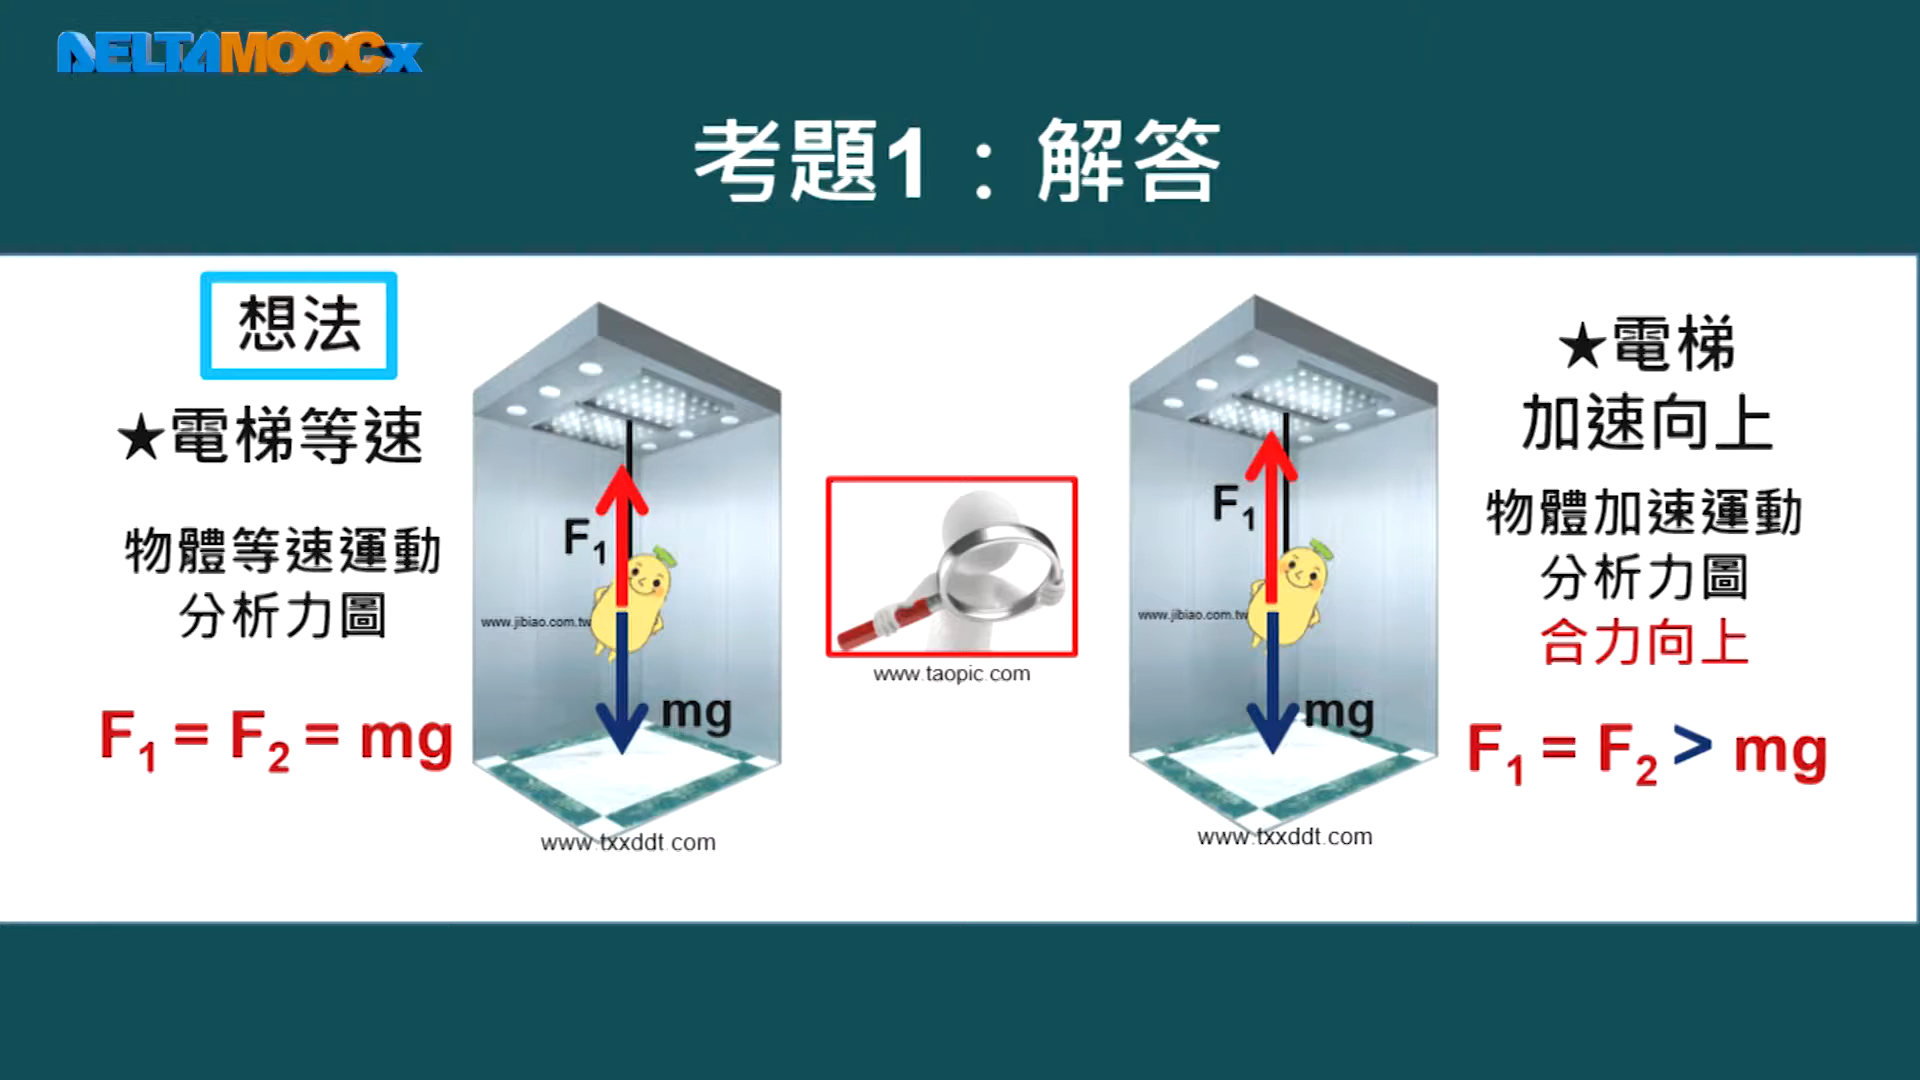 DELTAMOOCx
考題1：解答
想法
★電梯等速
物體等速運動
分析力圖
F1 = F2 = mg
F1
www.jibiao.com.tw
mg
www.txxddt.com
www.taopic.com
F1
www.jibiao.com.tw
mg
www.txxddt.com
★電梯
加速向上
物體加速運動
分析力圖
合力向上
F1 = F2 > mg